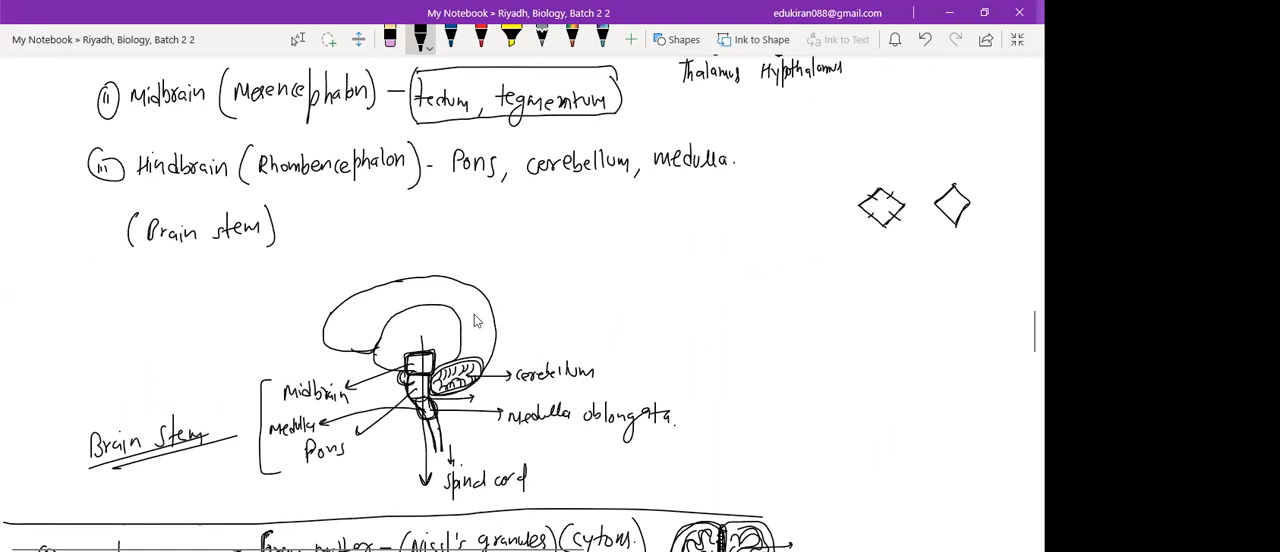 My Notebook » Riyadh, Biology, Batch 2 2
edukiran088@gmail.com
My Notebook » Riyadh, Biology, Batch 2 2
Shapes
Ink to Shape
Ink to Text
Thalamus Hypothalamus
(ii) Midbrain (Mesencephalon) - tectum, tegmentum
(iii) Hindbrain (Rhombencephalon) - Pons, cerebellum, medulla.
(Brain stem)
Midbrain
cerebellum
Medulla
Medulla oblongata.
Pons
Brain stem
spinal cord
matter - (Nissl's granules) (cytons)